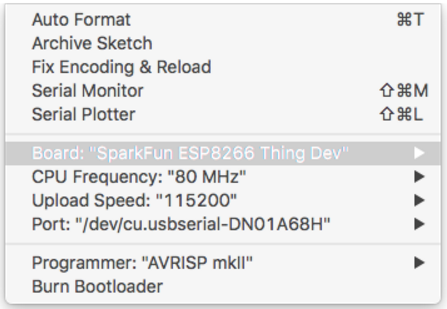 Auto Format ⌘T
Archive Sketch
Fix Encoding & Reload
Serial Monitor ⇧⌘M
Serial Plotter ⇧⌘L
Board: "SparkFun ESP8266 Thing Dev" ▶
CPU Frequency: "80 MHz" ▶
Upload Speed: "115200" ▶
Port: "/dev/cu.usbserial-DN01A68H" ▶
Programmer: "AVRISP mkII" ▶
Burn Bootloader